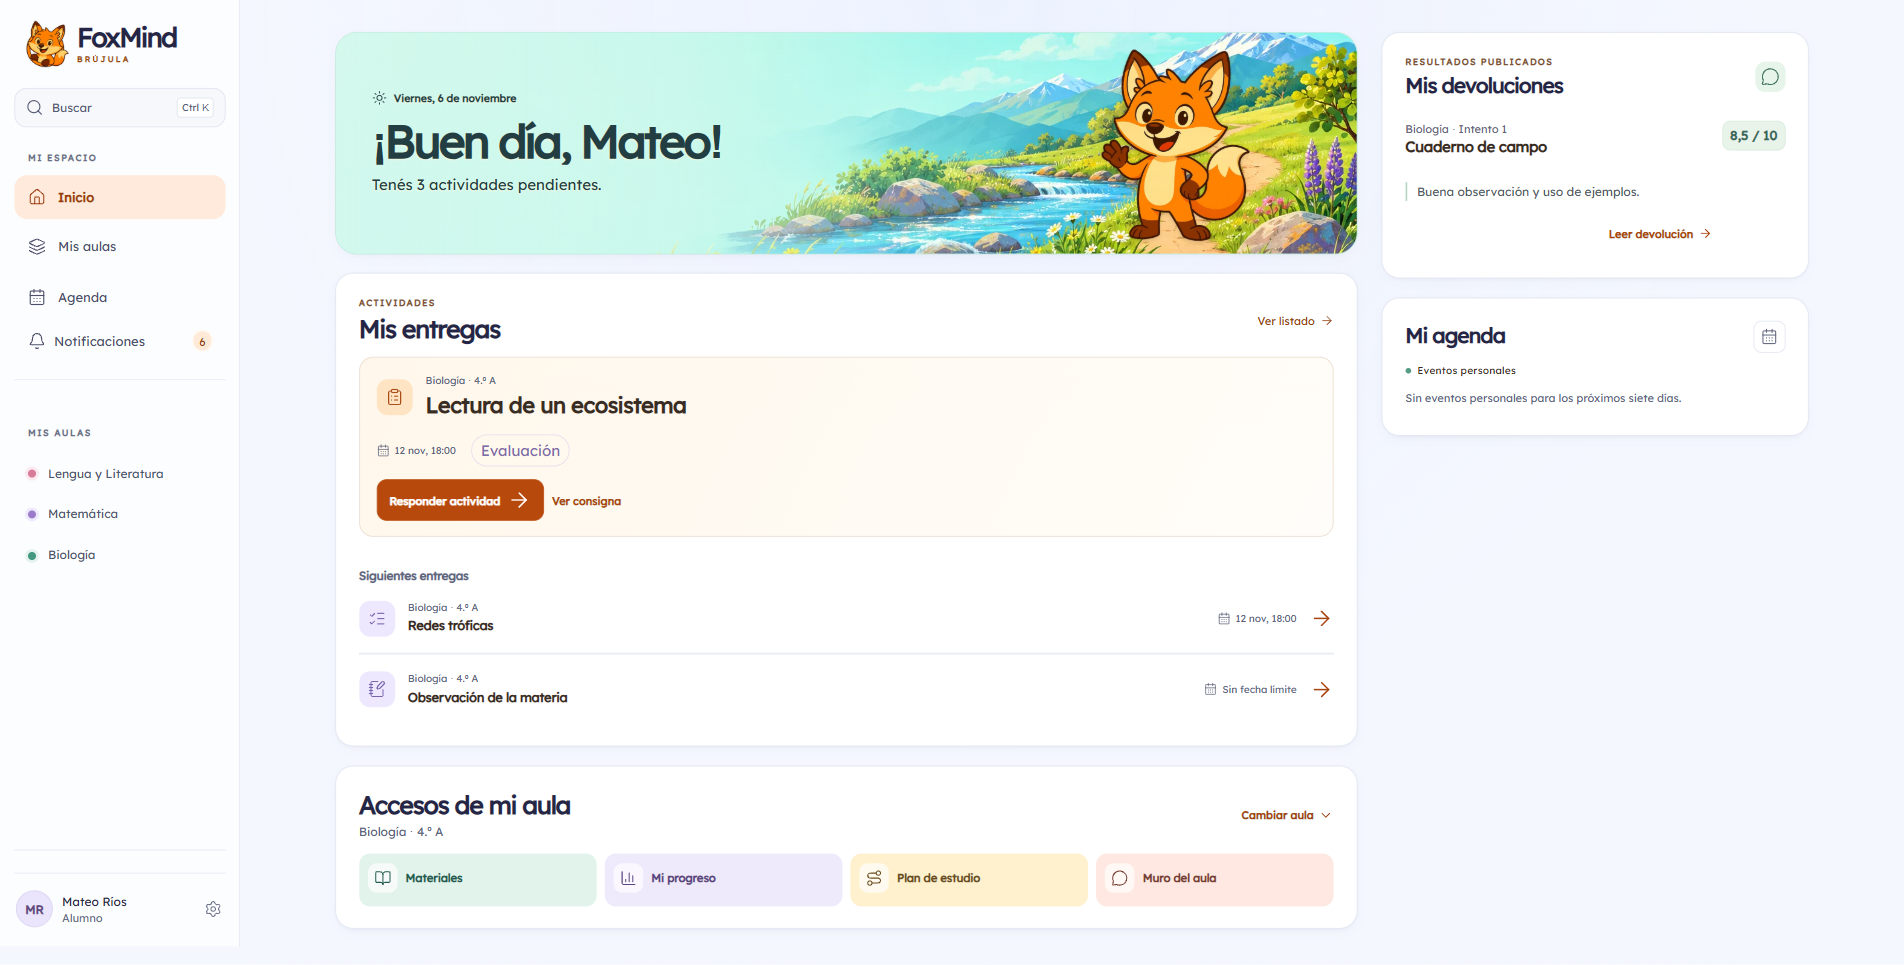 FoxMind
BRÚJULA
Buscar
Ctrl K
MI ESPACIO
Inicio
Mis aulas
Agenda
Notificaciones
6
MIS AULAS
Lengua y Literatura
Matemática
Biología
MR
Mateo Ríos
Alumno
Viernes, 6 de noviembre
¡Buen día, Mateo!
Tenés 3 actividades pendientes.
ACTIVIDADES
Mis entregas
Ver listado
Biología · 4.º A
Lectura de un ecosistema
12 nov, 18:00
Evaluación
Responder actividad
Ver consigna
Siguientes entregas
Biología · 4.º A
Redes tróficas
12 nov, 18:00
Biología · 4.º A
Observación de la materia
Sin fecha límite
Accesos de mi aula
Biología · 4.º A
Cambiar aula
Materiales
Mi progreso
Plan de estudio
Muro del aula
RESULTADOS PUBLICADOS
Mis devoluciones
Biología · Intento 1
Cuaderno de campo
8,5 / 10
Buena observación y uso de ejemplos.
Leer devolución
Mi agenda
Eventos personales
Sin eventos personales para los próximos siete días.